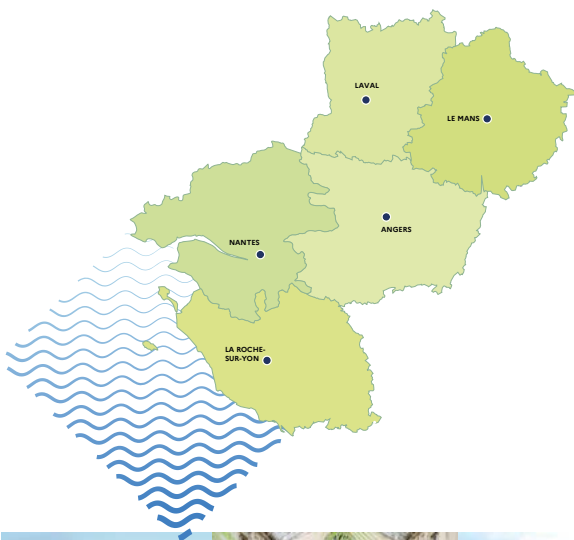 LAVAL
LE MANS
ANGERS
NANTES
LA ROCHE-
SUR-YON